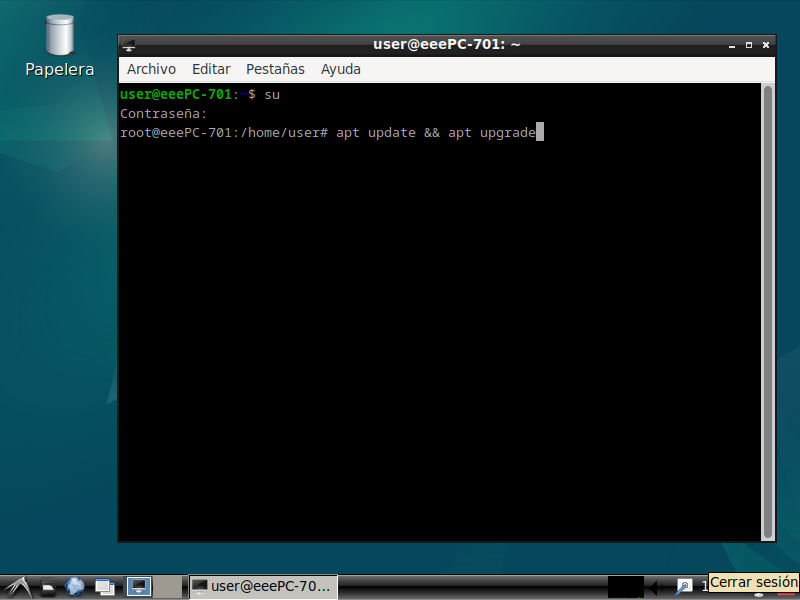 Papelera
user@eeePC-701: ~
Archivo Editar Pestañas Ayuda
user@eeePC-701:~$ su
Contraseña:
root@eeePC-701:/home/user# apt update && apt upgrade
user@eeePC-70...
1
Cerrar sesión